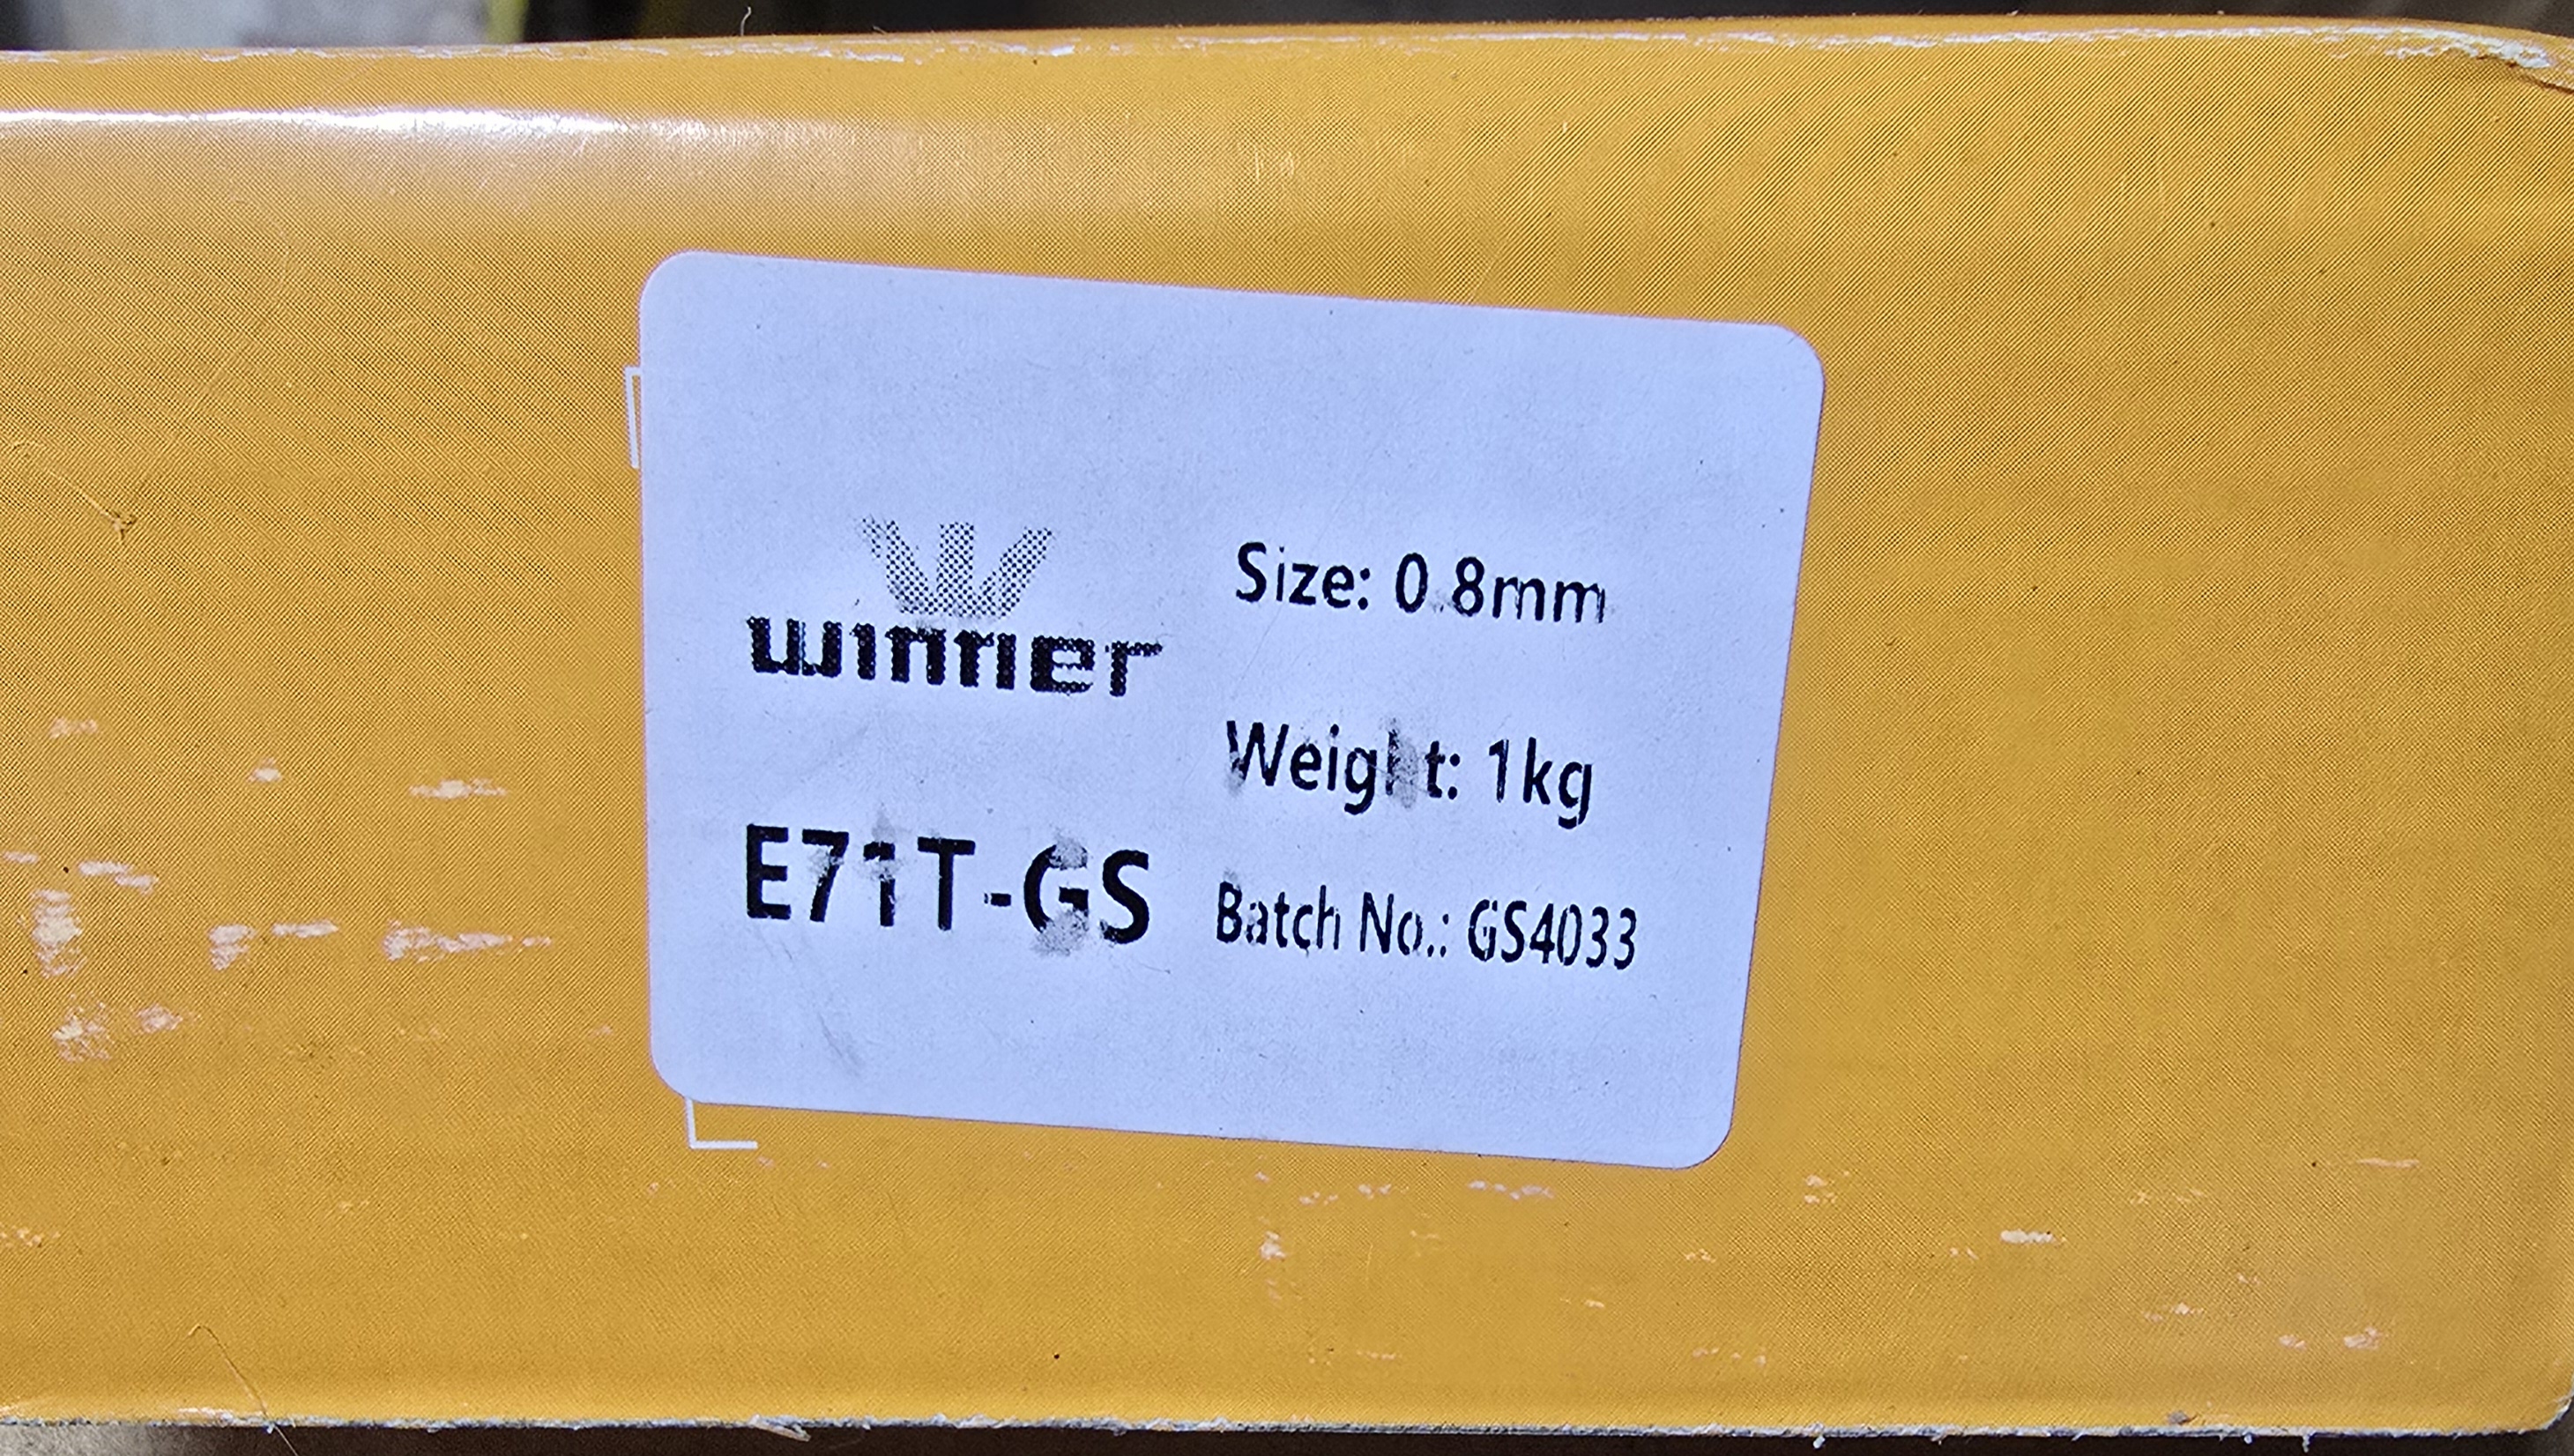 winner
E71T-GS
Size: 0.8mm
Weight: 1kg
Batch No.: GS4033